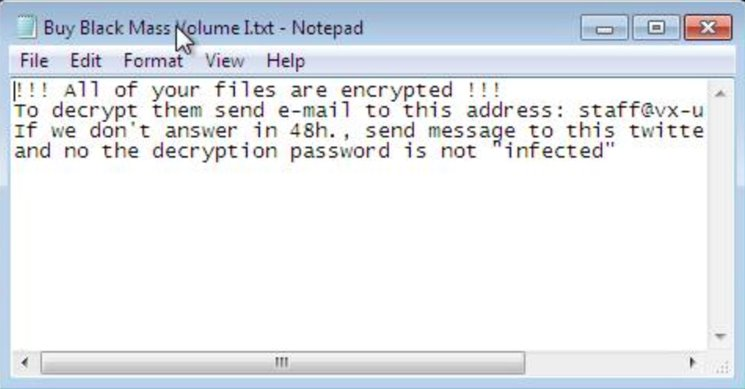 Buy Black Mass Volume I.txt - Notepad
File Edit Format View Help
!!! All of your files are encrypted !!!
To decrypt them send e-mail to this address: staff@vx-u
If we don't answer in 48h., send message to this twitte
and no the decryption password is not "infected"